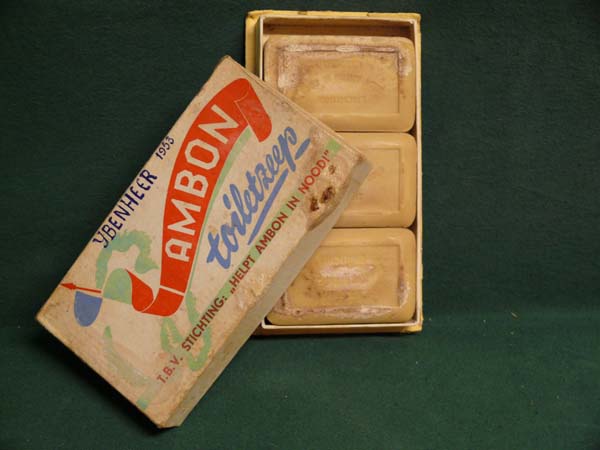 YBENHEER 1953
AMBON
toiletzeep
T.B.V. STICHTING: „HELPT AMBON IN NOOD!"